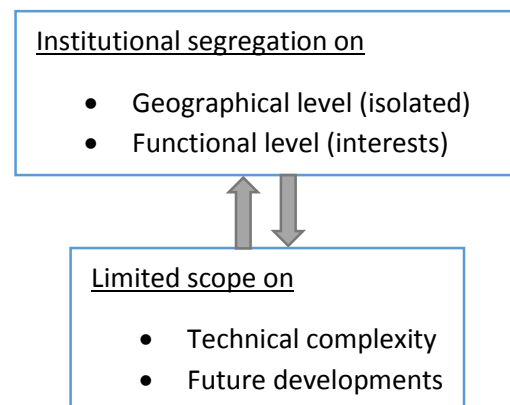 Institutional segregation on
• Geographical level (isolated)
• Functional level (interests)
Limited scope on
• Technical complexity
• Future developments